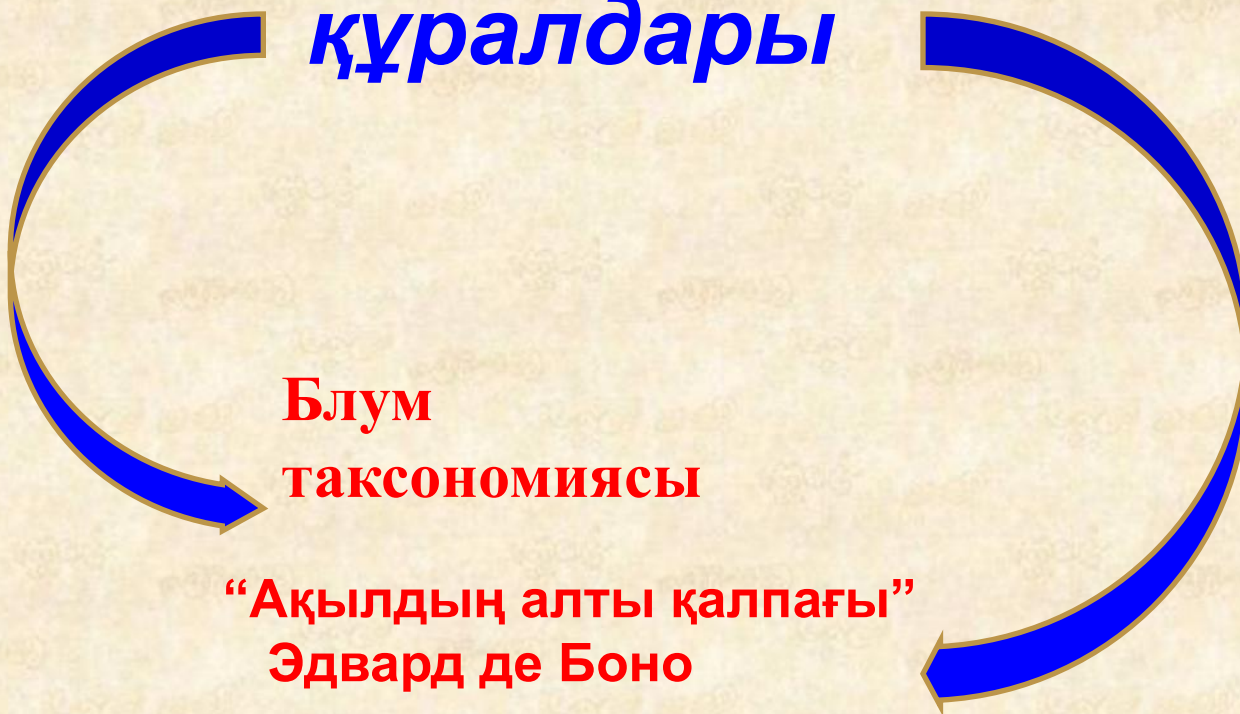 құралдары
Блум
таксономиясы
“Ақылдың алты қалпағы”
Эдвард де Боно